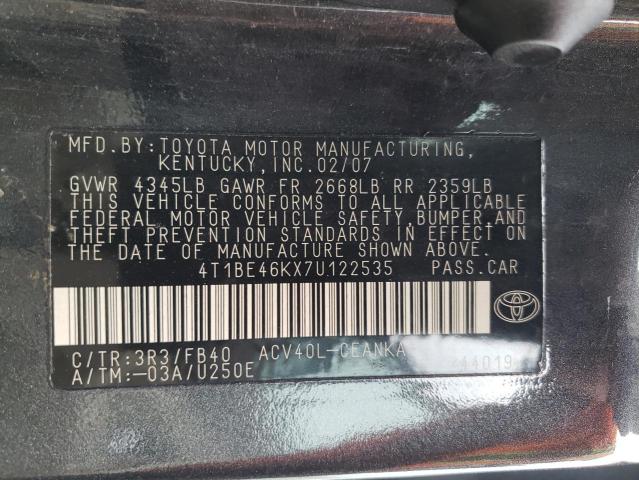 MFD.BY:TOYOTA MOTOR MANUFACTURING,
KENTUCKY,INC.02/07
GVWR 4345LB GAWR FR 2668LB RR 2359LB
THIS VEHICLE CONFORMS TO ALL APPLICABLE
FEDERAL MOTOR VEHICLE SAFETY, BUMPER,AND
THEFT PREVENTION STANDARDS IN EFFECT ON
THE DATE OF MANUFACTURE SHOWN ABOVE.
4T1BE46KX7U122535 PASS.CAR
C/TR:3R3/FB40 ACV40L-CEANKA 44019
A/TM:-03A/U250E